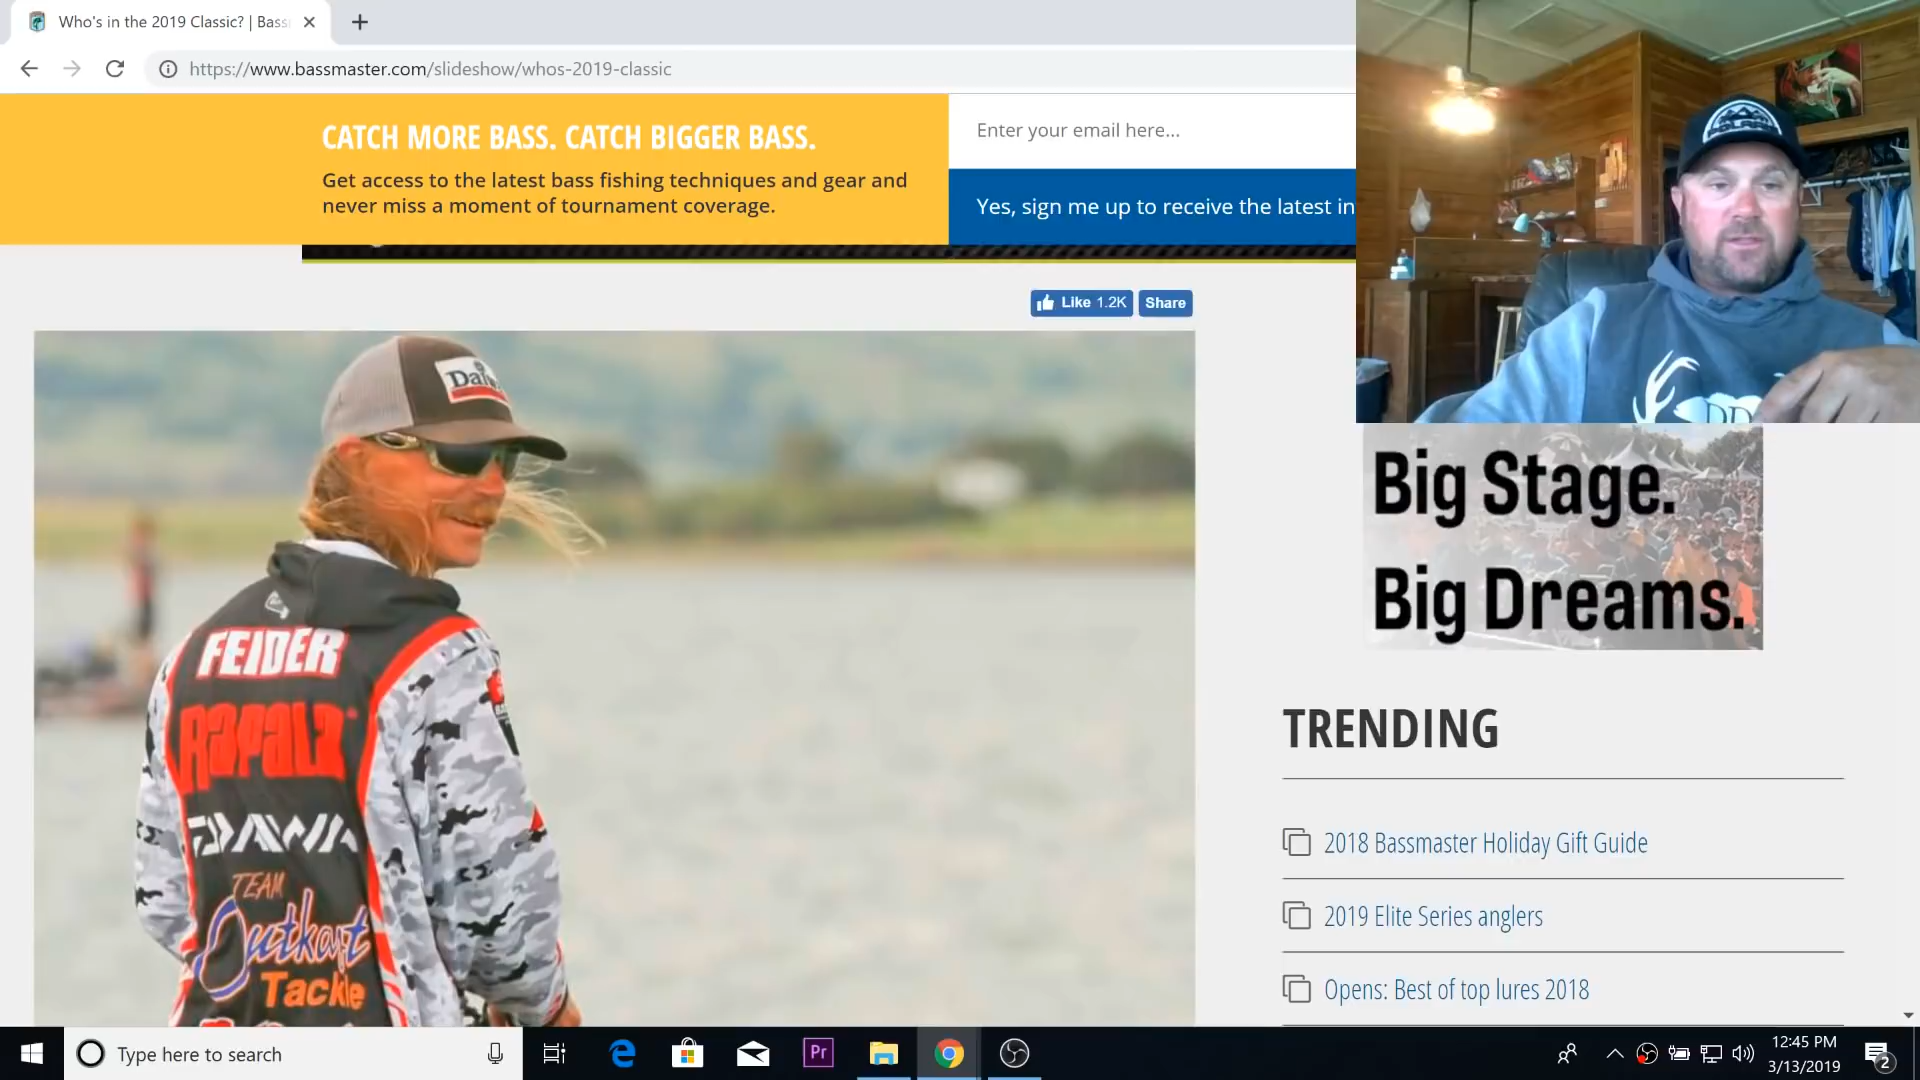 Who's in the 2019 Classic? | Bass
https://www.bassmaster.com/slideshow/whos-2019-classic
CATCH MORE BASS. CATCH BIGGER BASS.
Get access to the latest bass fishing techniques and gear and
never miss a moment of tournament coverage.
Enter your email here...
Yes, sign me up to receive the latest in
Like 1.2K
Share
FEIDER
Rapala
DAIWA
TEAM
Outkast
Tackle
Big Stage.
Big Dreams.
TRENDING
2018 Bassmaster Holiday Gift Guide
2019 Elite Series anglers
Opens: Best of top lures 2018
Type here to search
Pr
12:45 PM
3/13/2019
2